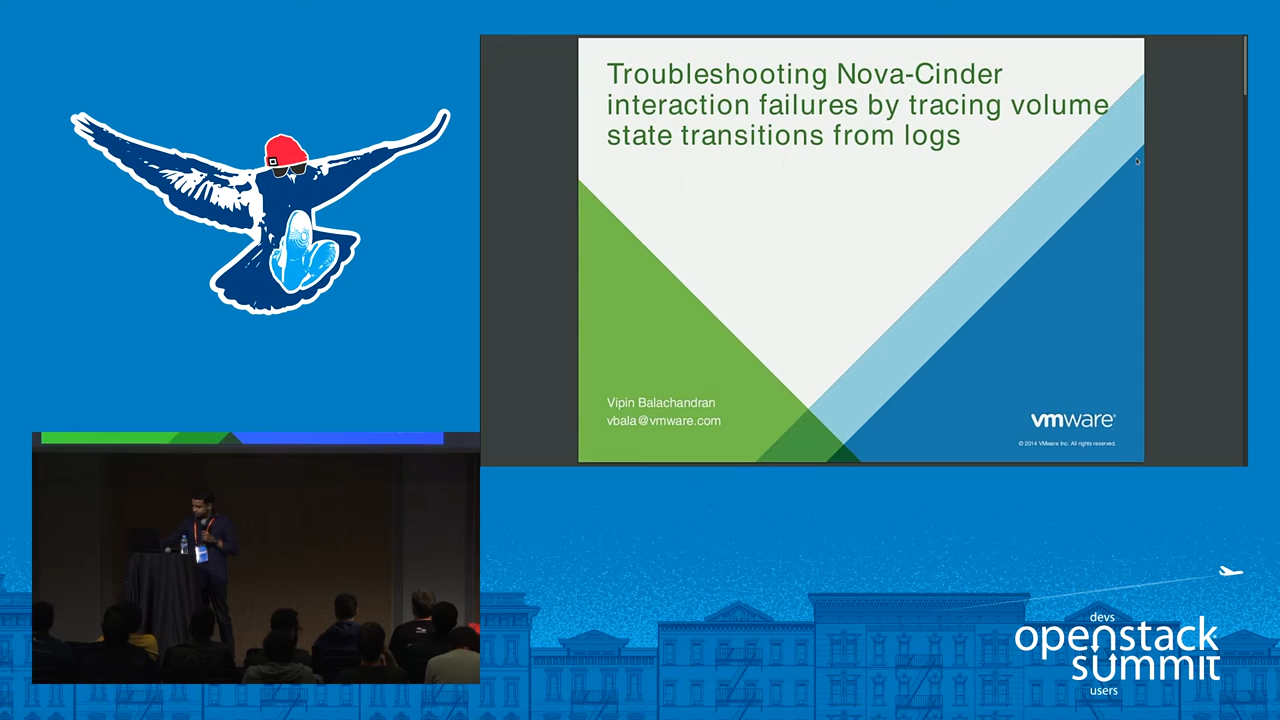 Troubleshooting Nova-Cinder
interaction failures by tracing volume
state transitions from logs
Vipin Balachandran
vbala@vmware.com
vmware®
© 2014 VMware Inc. All rights reserved.
devs
openstack
summit
users